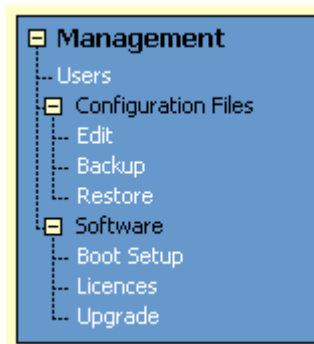 Management
Users
Configuration Files
Edit
Backup
Restore
Software
Boot Setup
Licences
Upgrade